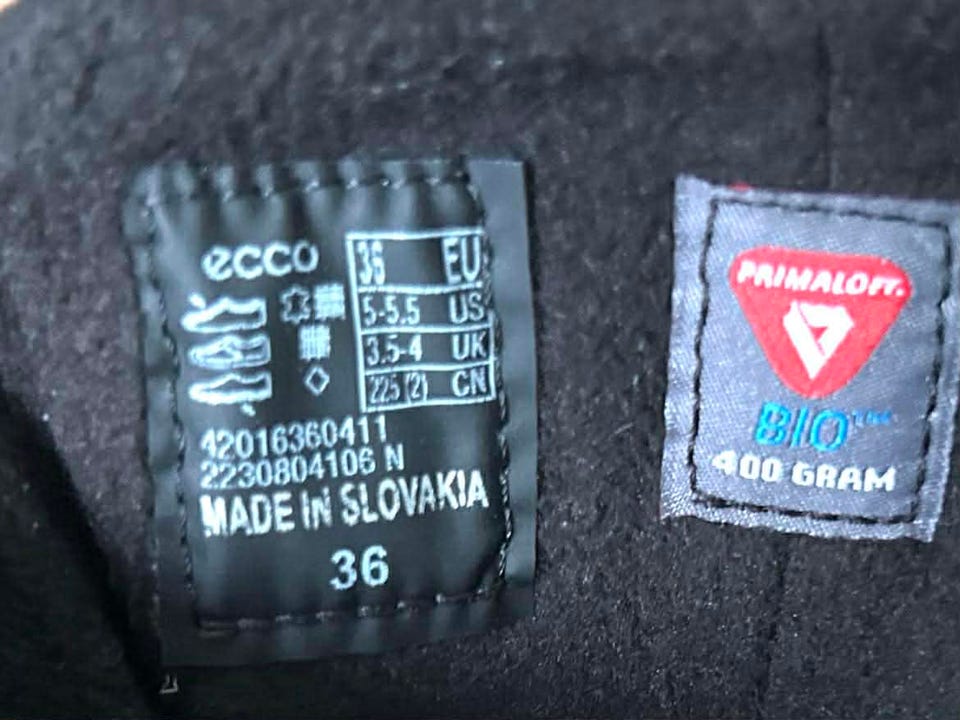 ecco
36 EU
5-5.5 US
3.5-4 UK
225 (2) CN
42016360411
2230804106 N
MADE in SLOVAKIA
36
PRIMALOFT
BIO™
400 GRAM